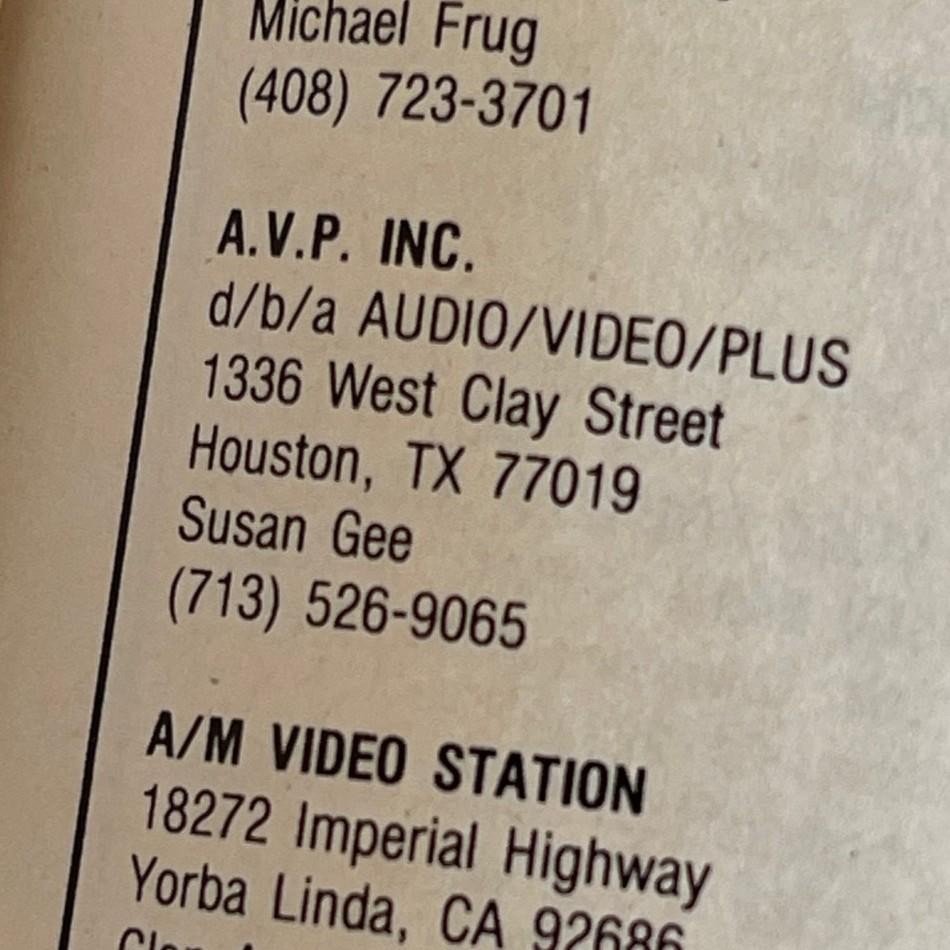 Michael Frug
(408) 723-3701
A.V.P. INC.
d/b/a AUDIO/VIDEO/PLUS
1336 West Clay Street
Houston, TX 77019
Susan Gee
(713) 526-9065
A/M VIDEO STATION
18272 Imperial Highway
Yorba Linda, CA 92686